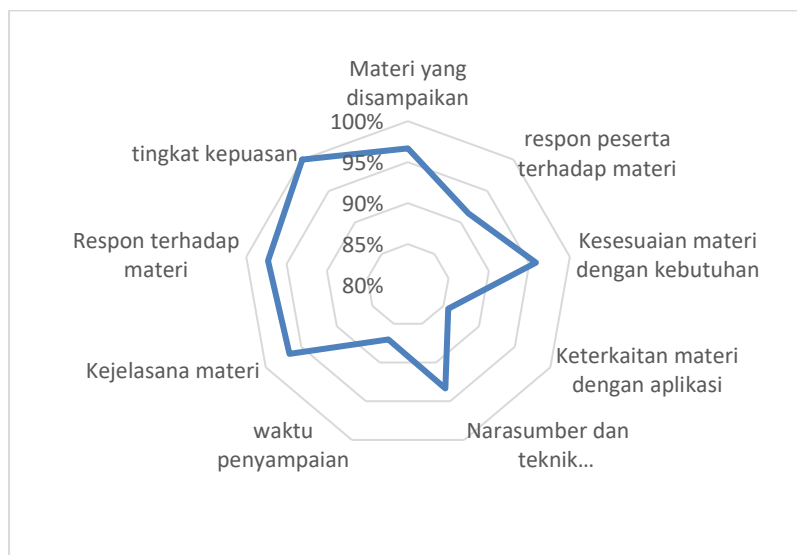 Materi yang
disampaikan
respon peserta
terhadap materi
Kesesuaian materi
dengan kebutuhan
Keterkaitan materi
dengan aplikasi
Narasumber dan
teknik…
waktu
penyampaian
Kejelasana materi
Respon terhadap
materi
tingkat kepuasan
100%
95%
90%
85%
80%